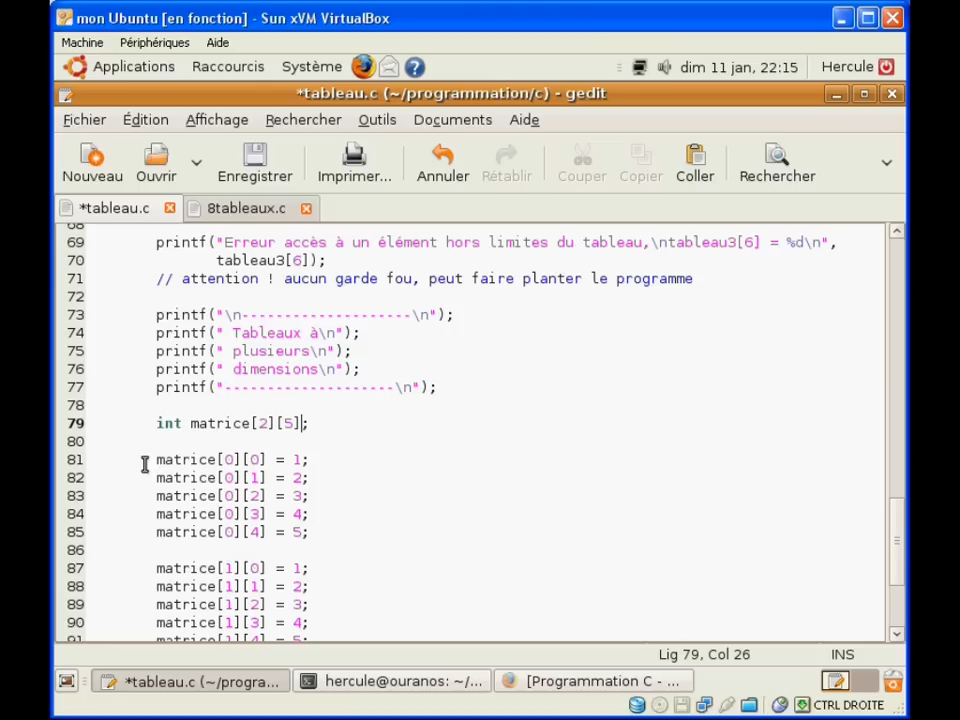 mon Ubuntu [en fonction] - Sun xVM VirtualBox
Machine Périphériques Aide
Applications Raccourcis Système dim 11 jan, 22:15 Hercule
*tableau.c (~/programmation/c) - gedit
Fichier Édition Affichage Rechercher Outils Documents Aide
Nouveau Ouvrir Enregistrer Imprimer... Annuler Rétablir Couper Copier Coller Rechercher
*tableau.c 8tableaux.c
68
69 printf("Erreur accès à un élément hors limites du tableau,\ntableau3[6] = %d\n",
70 tableau3[6]);
71 // attention ! aucun garde fou, peut faire planter le programme
72
73 printf("\n--------------------\n");
74 printf(" Tableaux à\n");
75 printf(" plusieurs\n");
76 printf(" dimensions\n");
77 printf("--------------------\n");
78
79 int matrice[2][5];
80
81 matrice[0][0] = 1;
82 matrice[0][1] = 2;
83 matrice[0][2] = 3;
84 matrice[0][3] = 4;
85 matrice[0][4] = 5;
86
87 matrice[1][0] = 1;
88 matrice[1][1] = 2;
89 matrice[1][2] = 3;
90 matrice[1][3] = 4;
91 matrice[1][4] = 5;
Lig 79, Col 26 INS
*tableau.c (~/progra... hercule@ouranos: ~/... [Programmation C - ...
CTRL DROITE